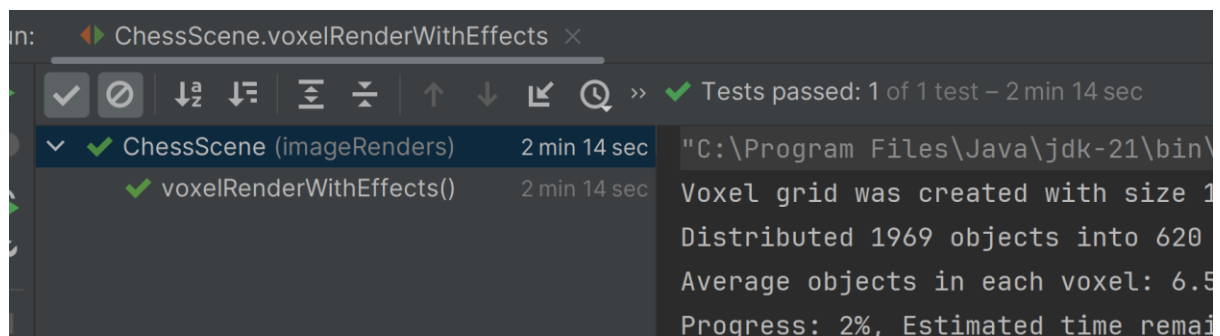 un: ChessScene.voxelRenderWithEffects ×
Tests passed: 1 of 1 test – 2 min 14 sec
ChessScene (imageRenders) 2 min 14 sec
voxelRenderWithEffects() 2 min 14 sec
"C:\Program Files\Java\jdk-21\bin\
Voxel grid was created with size 1
Distributed 1969 objects into 620
Average objects in each voxel: 6.5
Progress: 2%, Estimated time remai